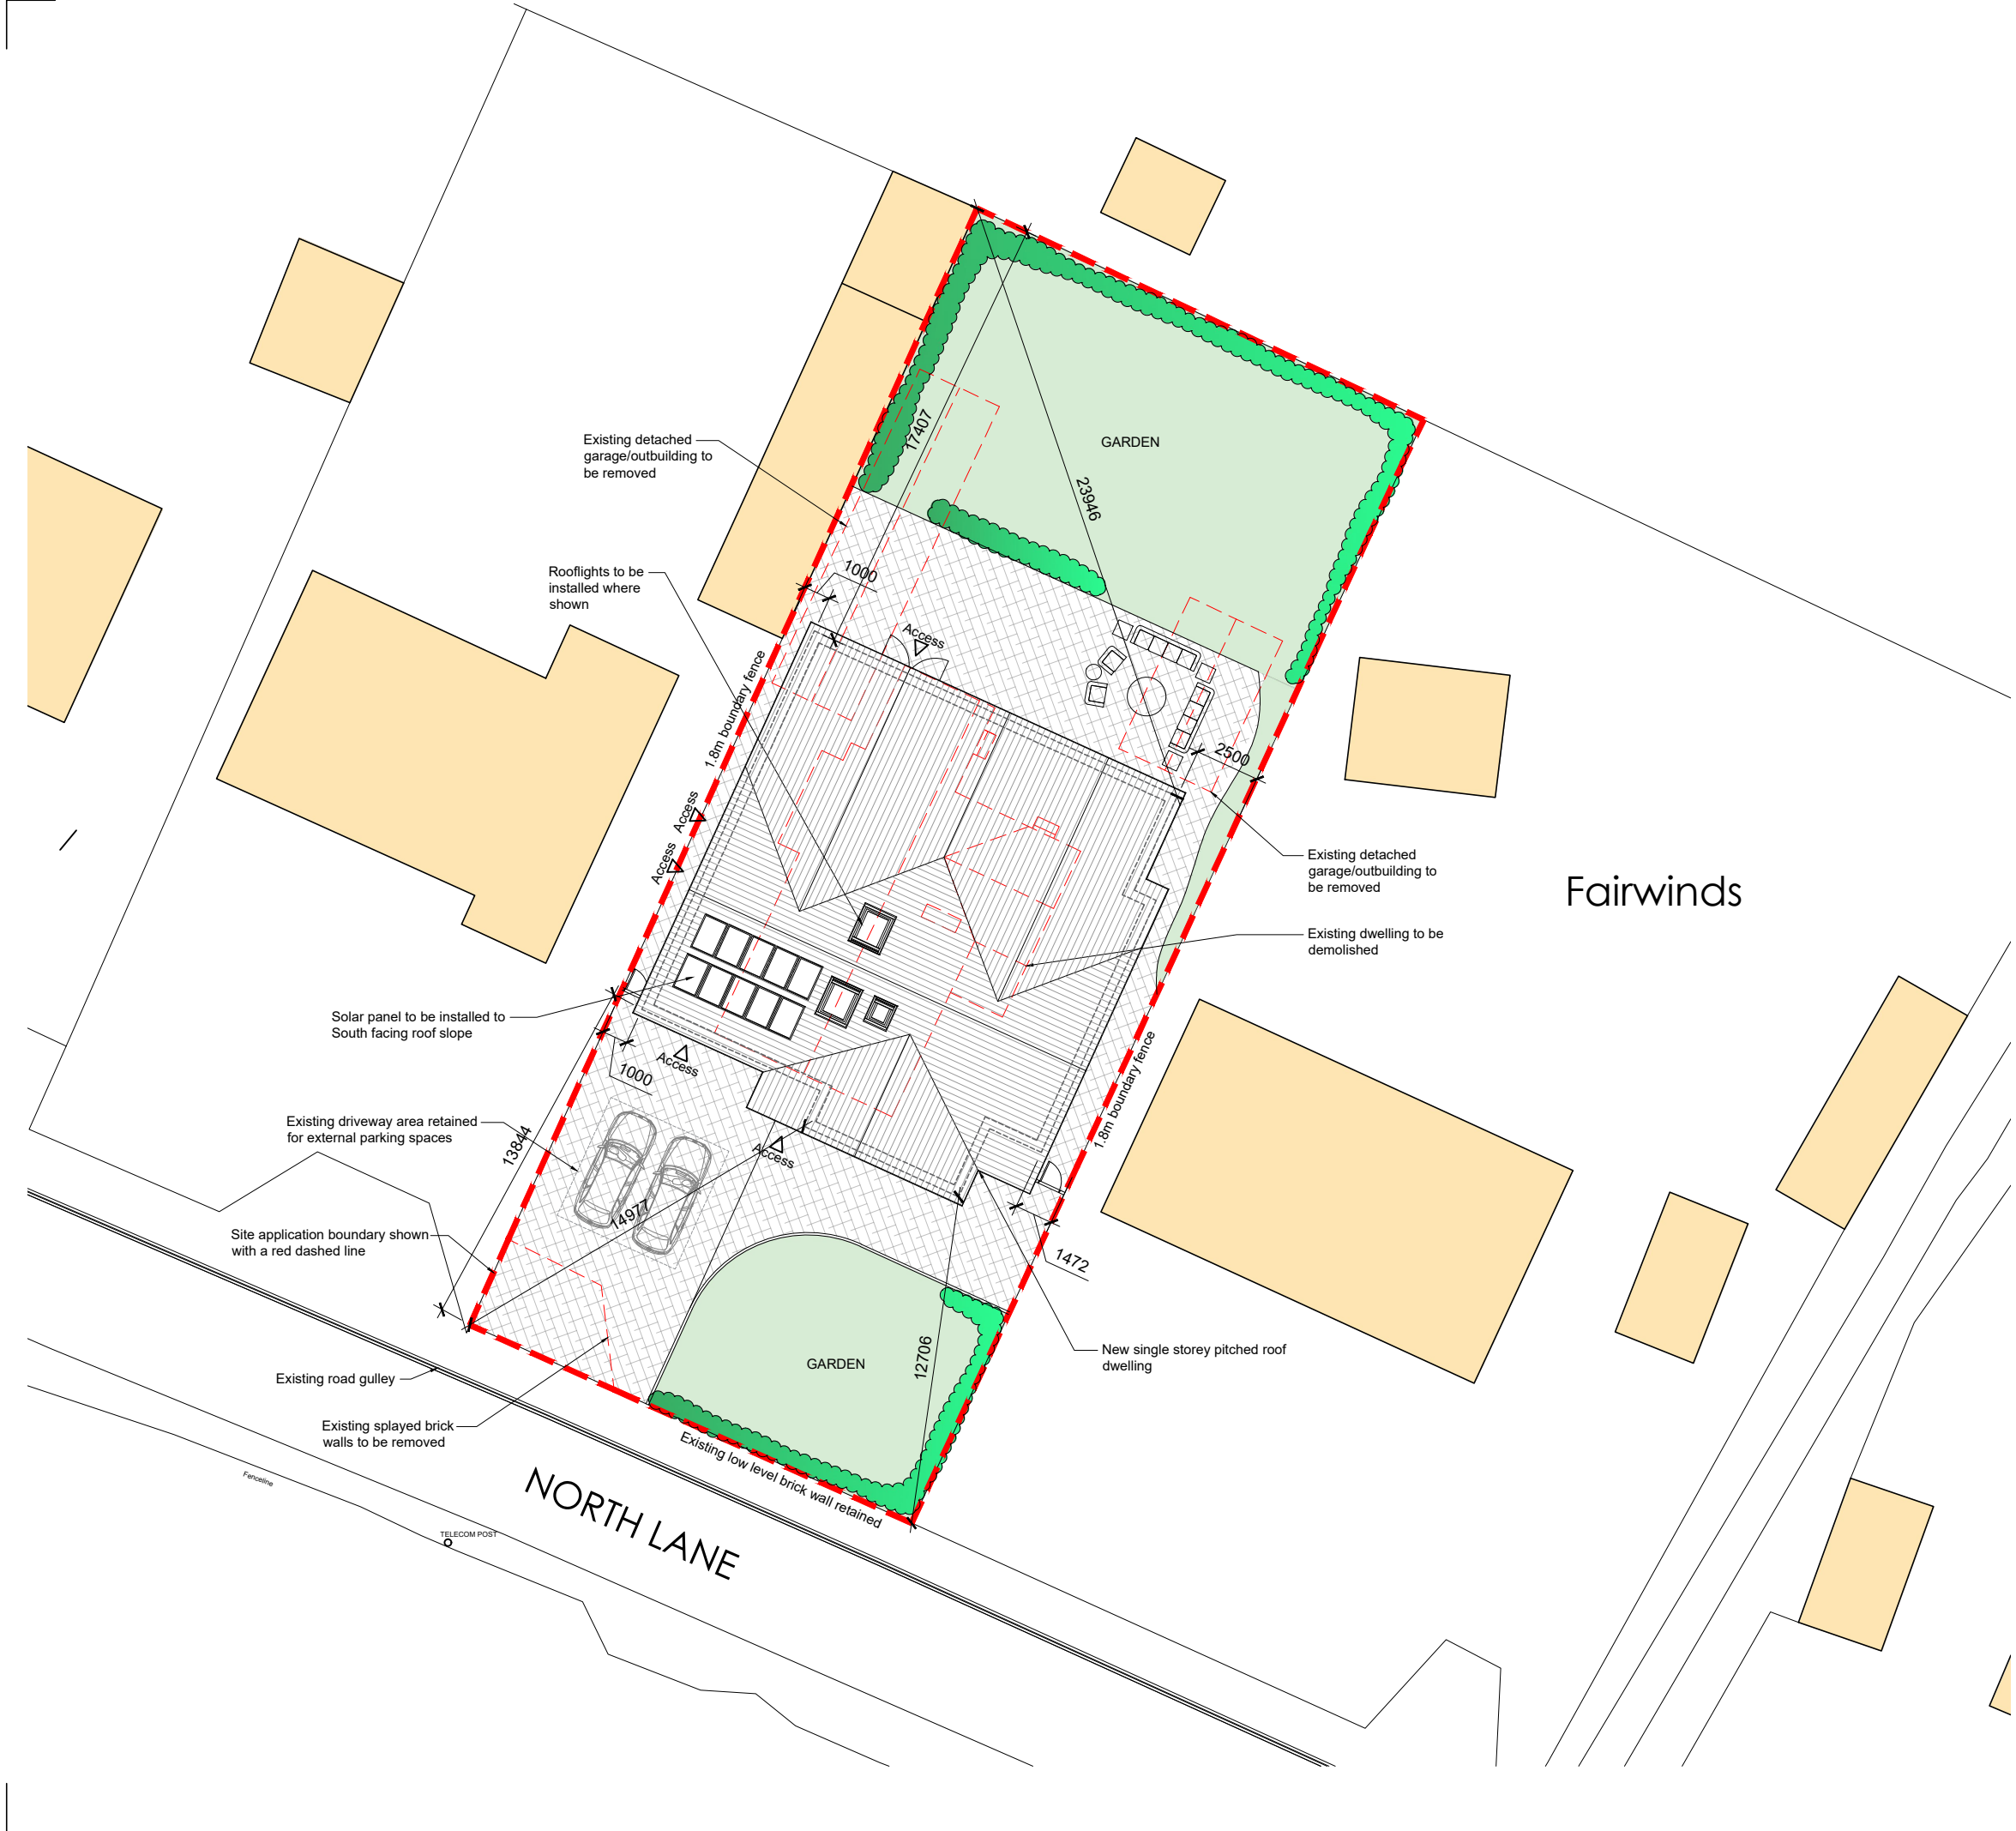 Existing detached
garage/outbuilding to
be removed
17407
GARDEN
23946
Rooflights to be
installed where
shown
1000
Access
1.8m boundary fence
2500
Access
Access
Existing detached
garage/outbuilding to
be removed
Fairwinds
Existing dwelling to be
demolished
Solar panel to be installed to
South facing roof slope
Access
1000
1.8m boundary fence
Existing driveway area retained
for external parking spaces
13844
Access
14977
Site application boundary shown
with a red dashed line
1472
12706
New single storey pitched roof
dwelling
GARDEN
Existing road gulley
Existing splayed brick
walls to be removed
Existing low level brick wall retained
Fenceline
NORTH LANE
TELECOM POST